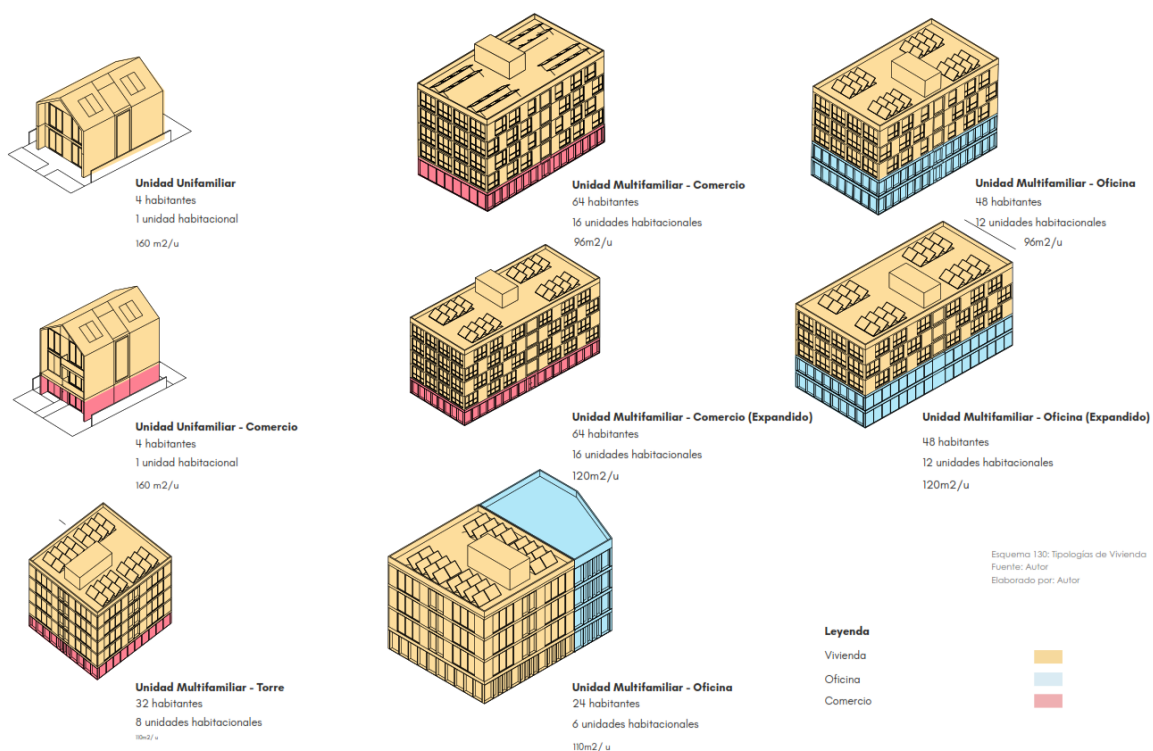 Unidad Unifamiliar
4 habitantes
1 unidad habitacional
160 m2/u
Unidad Multifamiliar - Comercio
64 habitantes
16 unidades habitacionales
96m2/u
Unidad Multifamiliar - Oficina
48 habitantes
12 unidades habitacionales
96m2/u
Unidad Unifamiliar - Comercio
4 habitantes
1 unidad habitacional
160 m2/u
Unidad Multifamiliar - Comercio (Expandido)
64 habitantes
16 unidades habitacionales
120m2/u
Unidad Multifamiliar - Oficina (Expandido)
48 habitantes
12 unidades habitacionales
120m2/u
Unidad Multifamiliar - Torre
32 habitantes
8 unidades habitacionales
110m2/ u
Unidad Multifamiliar - Oficina
24 habitantes
6 unidades habitacionales
110m2/ u
Esquema 130: Tipologías de Vivienda
Fuente: Autor
Elaborado por: Autor
Leyenda
Vivienda
Oficina
Comercio